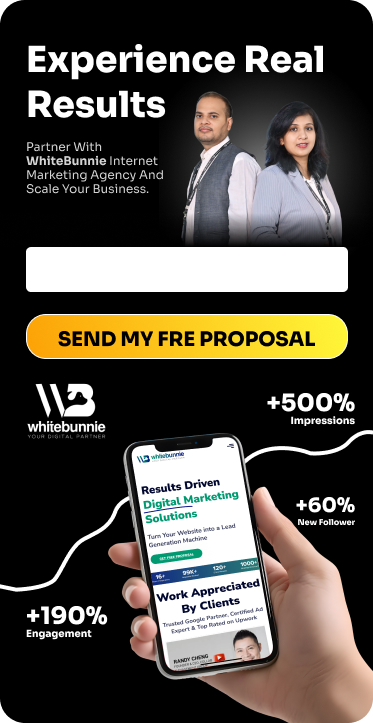 Experience Real
Results
Partner With
WhiteBunnie Internet
Marketing Agency And
Scale Your Business.
SEND MY FRE PROPOSAL
WB
whitebunnie
YOUR DIGITAL PARTNER
+500%
Impressions
+60%
New Follower
+190%
Engagement
whitebunnie
Results Driven
Digital Marketing
Solutions
Turn Your Website into a Lead
Generation Machine
GET FREE PROPOSAL
16+
99K+
120+
1000+
Work Appreciated
By Clients
Trusted Google Partner, Certified Ad
Expert & Top Rated on Upwork
RANDY CHENG